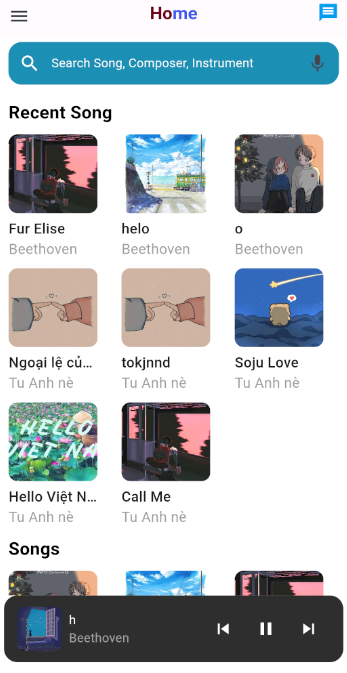 Home
Search Song, Composer, Instrument
Recent Song
Fur Elise
helo
o
Beethoven
Beethoven
Beethoven
Ngoại lệ củ...
tokjnnd
Soju Love
Tu Anh nè
Tu Anh nè
Tu Anh nè
HELLO
VIỆT NA
Hello Việt N...
Call Me
Tu Anh nè
Tu Anh nè
Songs
h
Beethoven